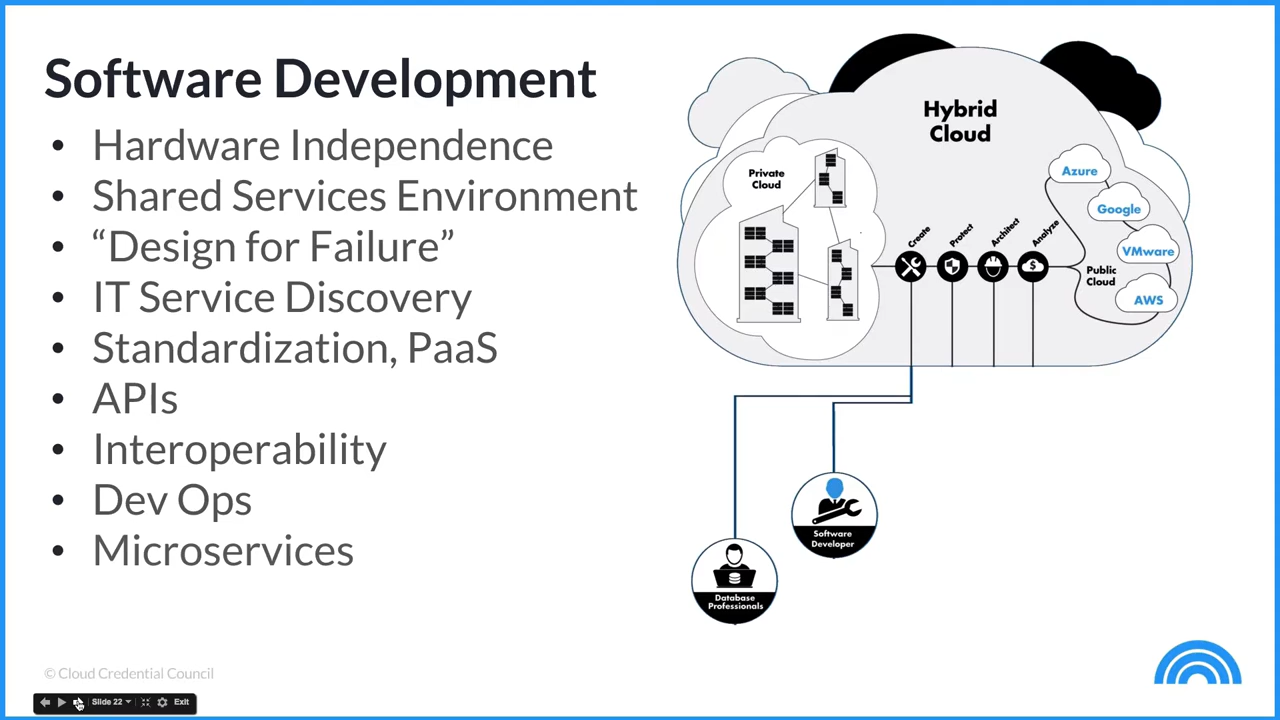 Software Development
• Hardware Independence
• Shared Services Environment
• “Design for Failure”
• IT Service Discovery
• Standardization, PaaS
• APIs
• Interoperability
• Dev Ops
• Microservices
Hybrid
Cloud
Private
Cloud
Create
Protect
Architect
Analyze
Azure
Google
VMware
AWS
Public
Cloud
Software
Developer
Database
Professionals
© Cloud Credential Council
Slide 22
Exit